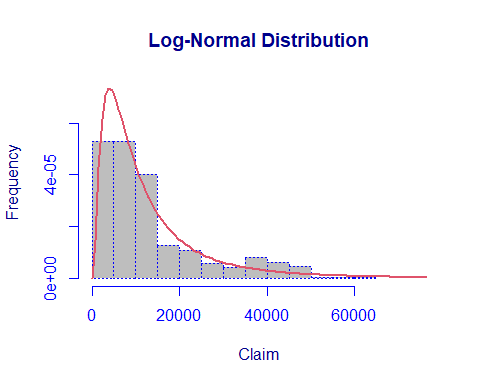 Log-Normal Distribution
Frequency
4e-05
0e+00
0 20000 40000 60000
Claim